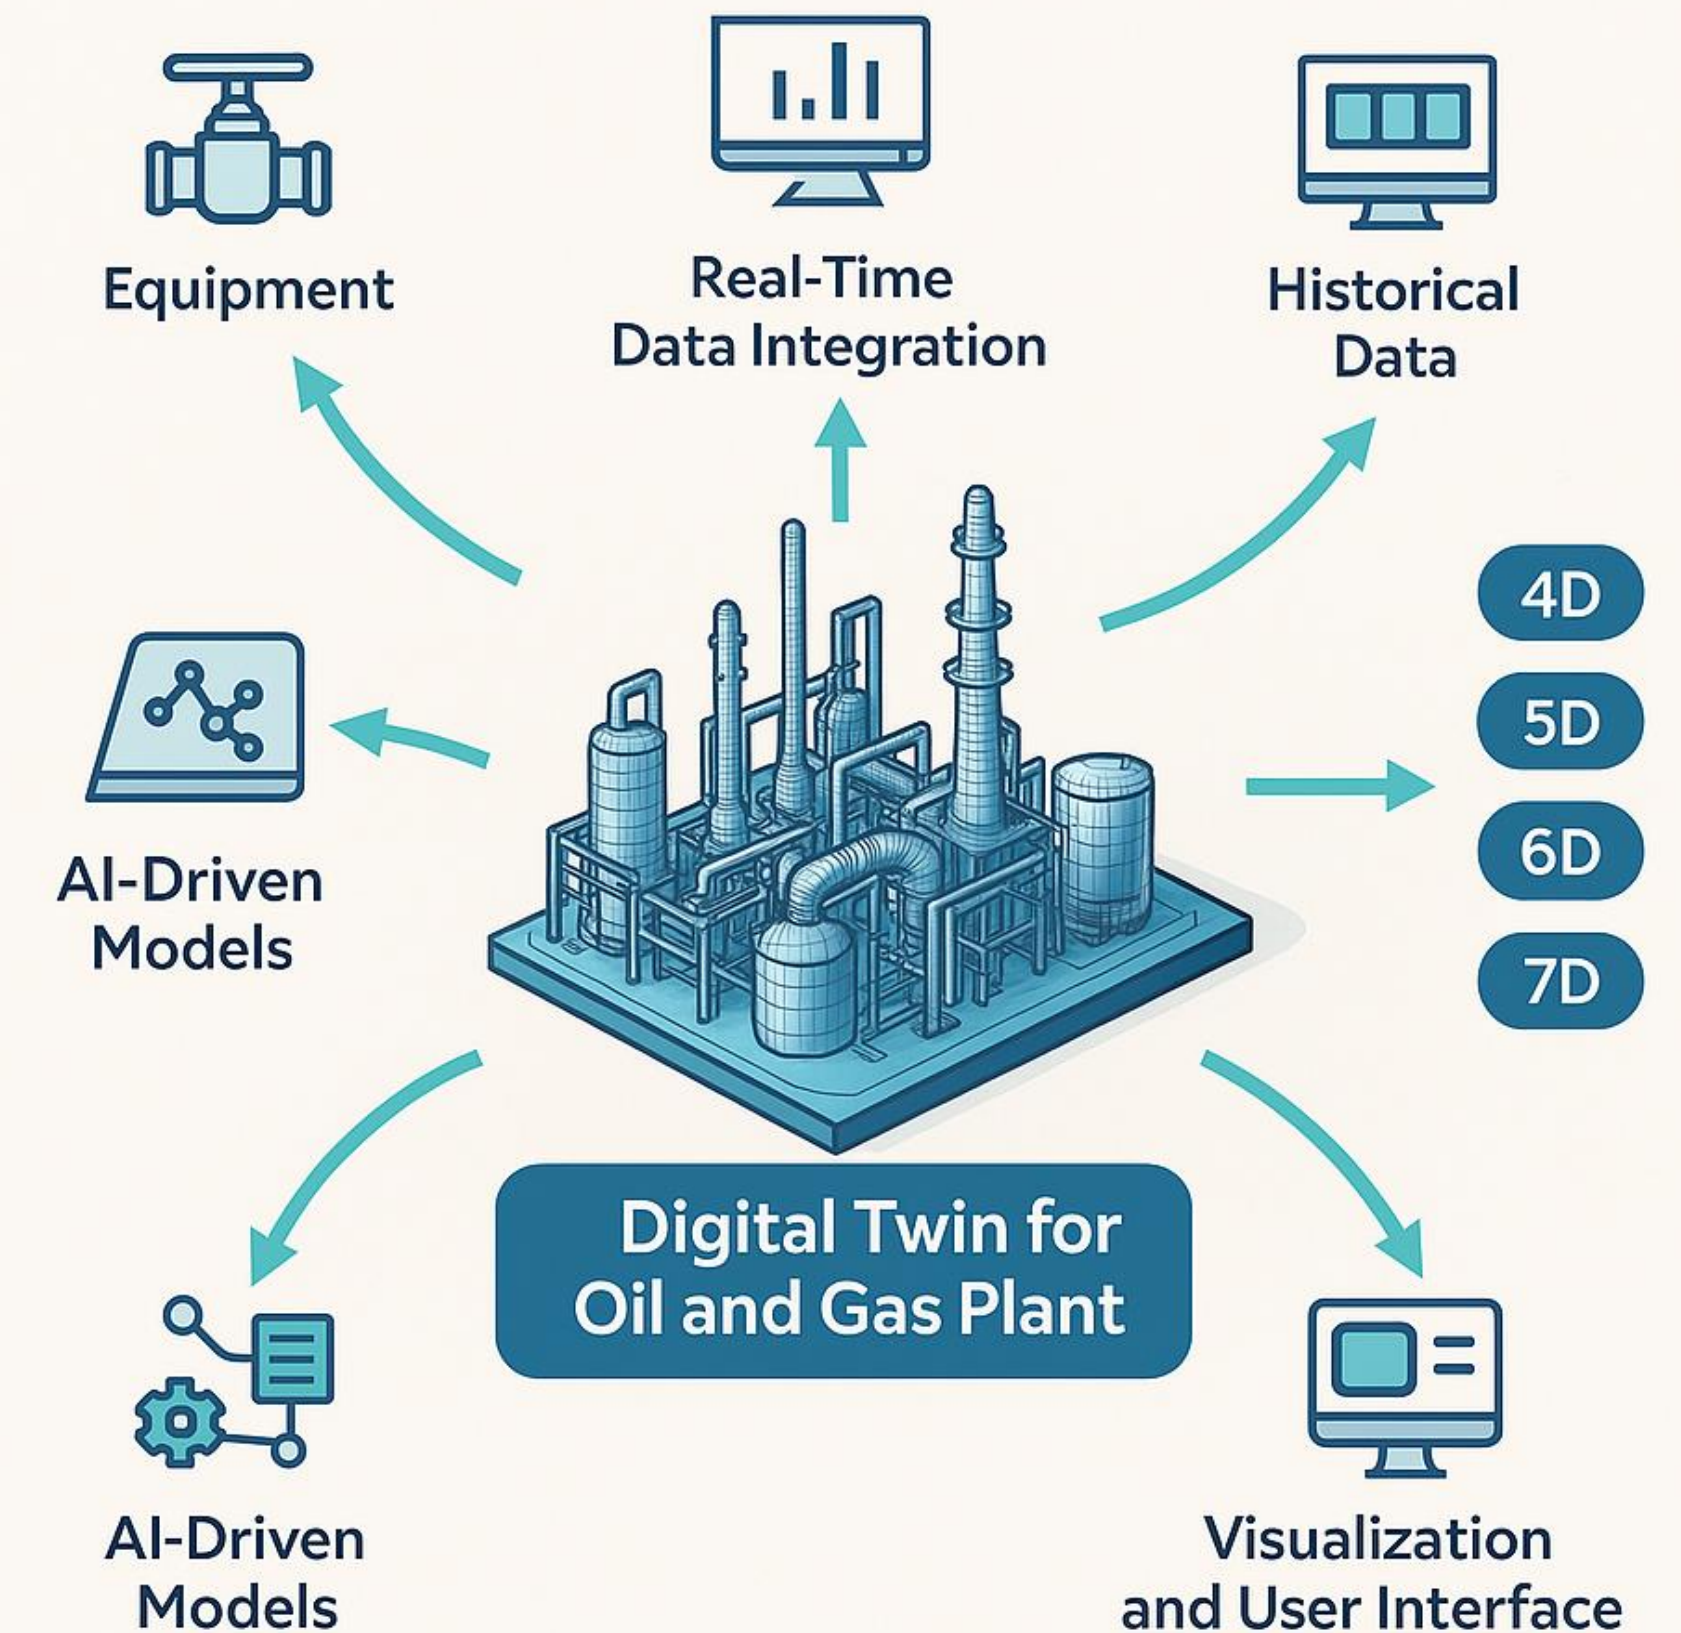 Equipment
Real-Time
Data Integration
Historical
Data
4D
5D
6D
7D
AI-Driven
Models
Digital Twin for
Oil and Gas Plant
AI-Driven
Models
Visualization
and User Interface